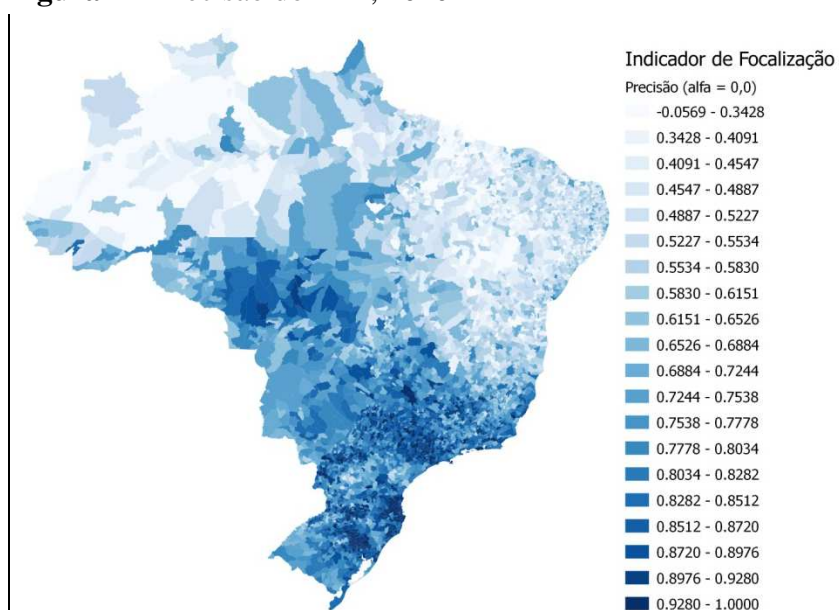 Indicador de Focalização
Precisão (alfa = 0,0)
-0.0569 - 0.3428
0.3428 - 0.4091
0.4091 - 0.4547
0.4547 - 0.4887
0.4887 - 0.5227
0.5227 - 0.5534
0.5534 - 0.5830
0.5830 - 0.6151
0.6151 - 0.6526
0.6526 - 0.6884
0.6884 - 0.7244
0.7244 - 0.7538
0.7538 - 0.7778
0.7778 - 0.8034
0.8034 - 0.8282
0.8282 - 0.8512
0.8512 - 0.8720
0.8720 - 0.8976
0.8976 - 0.9280
0.9280 - 1.0000